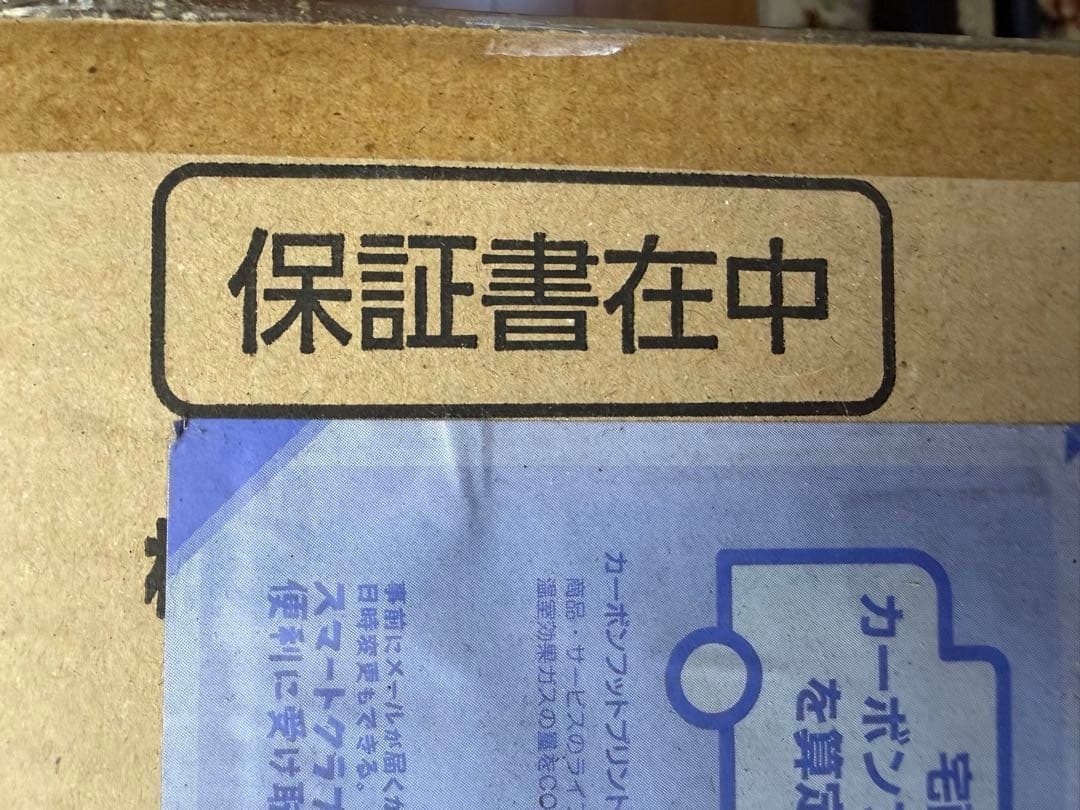 保証書在中
カーボン
を算定
宅
カーボンフットプリント
商品・サービスのライ
温室効果ガスの量をCO
事前にメールが届くか
日時変更もできる。
スマートクラブ
便利に受け取